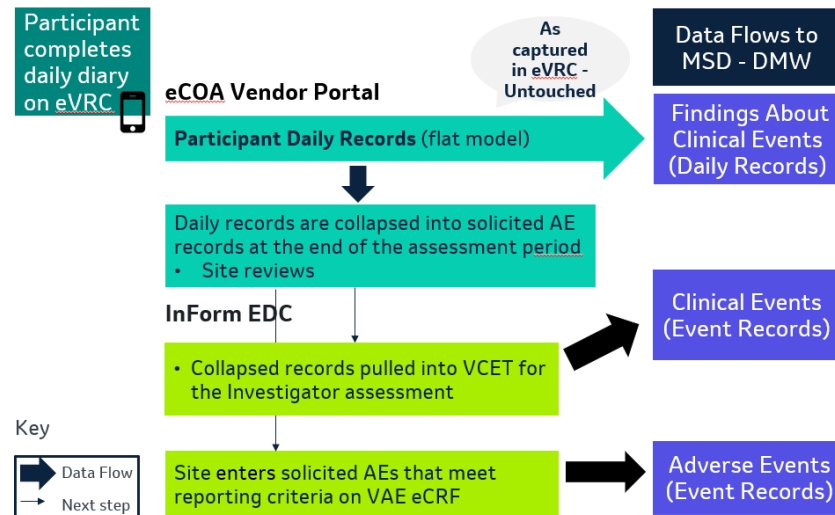 Participant
completes
daily diary
on eVRC
As
captured
in eVRC -
Untouched
Data Flows to
MSD - DMW
eCOA Vendor Portal
Participant Daily Records (flat model)
Findings About
Clinical Events
(Daily Records)
Daily records are collapsed into solicited AE
records at the end of the assessment period
• Site reviews
InForm EDC
Clinical Events
(Event Records)
• Collapsed records pulled into VCET for
the Investigator assessment
Key
Data Flow
Next step
Site enters solicited AEs that meet
reporting criteria on VAE eCRF
Adverse Events
(Event Records)